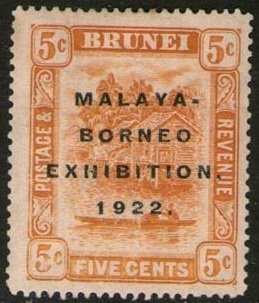 5c BRUNEI 5c
MALAYA-
BORNEO
EXHIBITION.
1922.
POSTAGE &
REVENUE
5c FIVE CENTS 5c